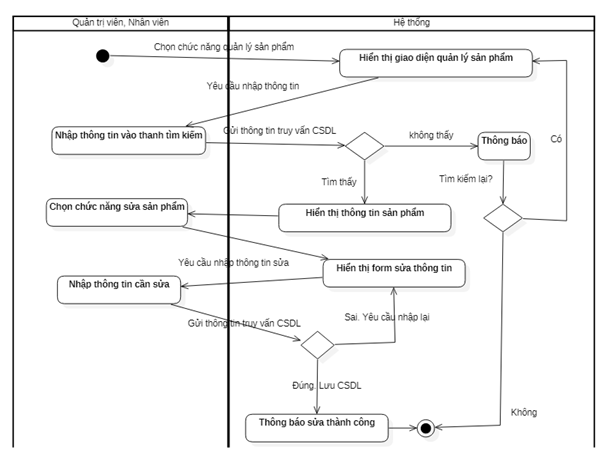 Quản trị viên, Nhân viên
Hệ thống
Chọn chức năng quản lý sản phẩm
Hiển thị giao diện quản lý sản phẩm
Yêu cầu nhập thông tin
Nhập thông tin vào thanh tìm kiếm
Gửi thông tin truy vấn CSDL
không thấy
Thông báo
Có
Tìm thấy
Tìm kiếm lại?
Chọn chức năng sửa sản phẩm
Hiển thị thông tin sản phẩm
Yêu cầu nhập thông tin sửa
Hiển thị form sửa thông tin
Nhập thông tin cần sửa
Gửi thông tin truy vấn CSDL
Sai. Yêu cầu nhập lại
Đúng. Lưu CSDL
Không
Thông báo sửa thành công